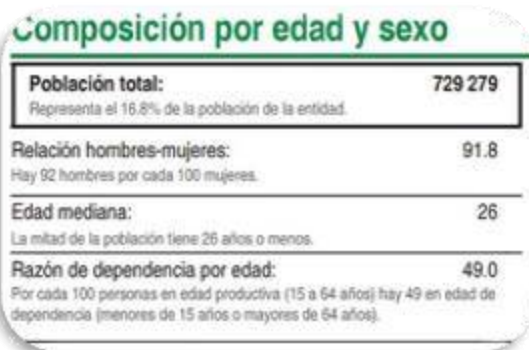 Composición por edad y sexo
Población total: 729 279
Representa el 16.8% de la población de la entidad.
Relación hombres-mujeres: 91.8
Hay 92 hombres por cada 100 mujeres.
Edad mediana: 26
La mitad de la población tiene 26 años o menos.
Razón de dependencia por edad: 49.0
Por cada 100 personas en edad productiva (15 a 64 años) hay 49 en edad de
dependencia (menores de 15 años o mayores de 64 años).